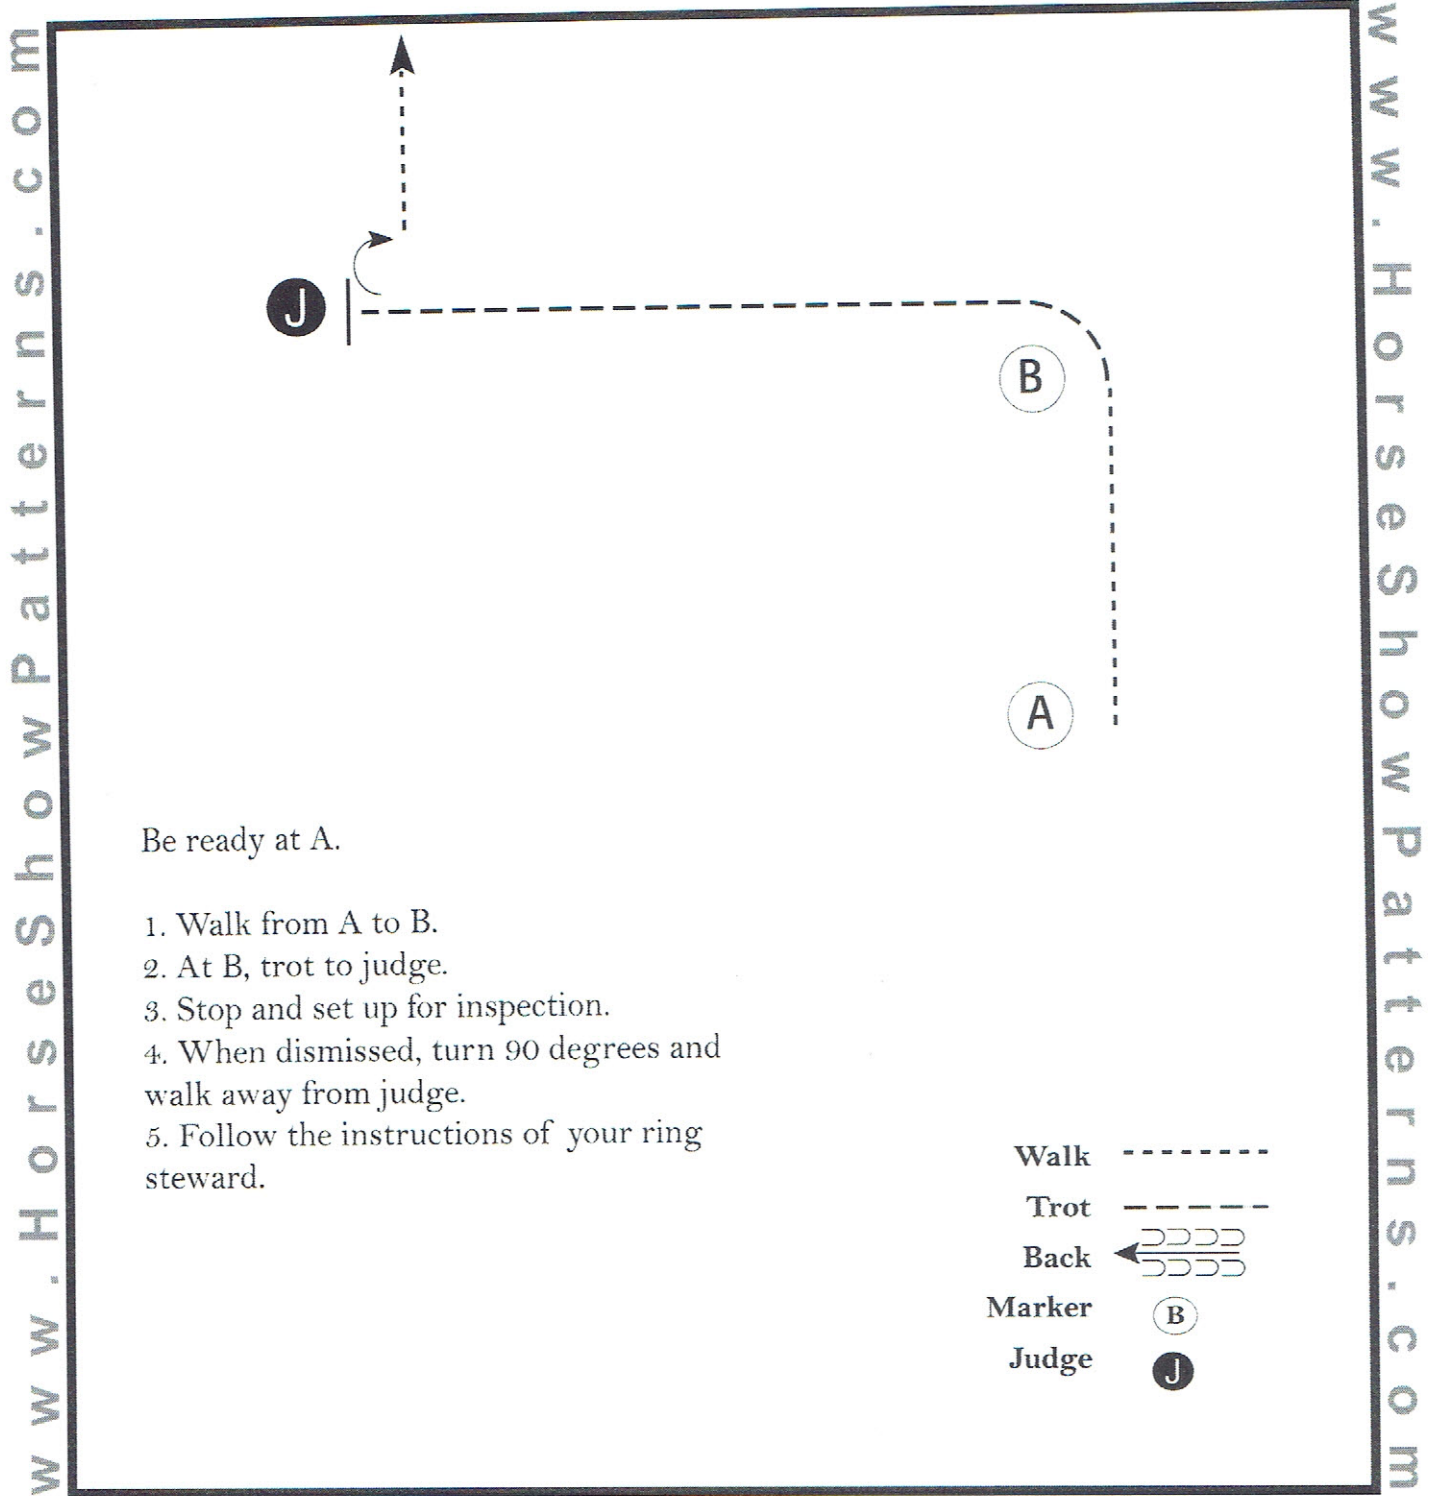 www.HorseShowPatterns.com
www.HorseShowPatterns.com
J
B
A
Be ready at A.
1. Walk from A to B.
2. At B, trot to judge.
3. Stop and set up for inspection.
4. When dismissed, turn 90 degrees and
walk away from judge.
5. Follow the instructions of your ring
steward.
Walk
Trot
Back
Marker B
Judge J